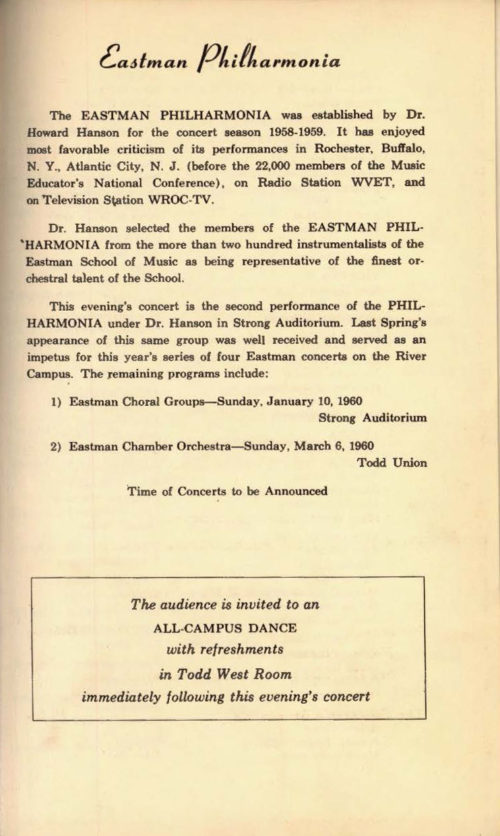 Eastman Philharmonia
The EASTMAN PHILHARMONIA was established by Dr.
Howard Hanson for the concert season 1958-1959. It has enjoyed
most favorable criticism of its performances in Rochester, Buffalo,
N. Y., Atlantic City, N. J. (before the 22,000 members of the Music
Educator's National Conference), on Radio Station WVET, and
on Television Station WROC-TV.
Dr. Hanson selected the members of the EASTMAN PHIL-
HARMONIA from the more than two hundred instrumentalists of the
Eastman School of Music as being representative of the finest or-
chestral talent of the School.
This evening's concert is the second performance of the PHIL-
HARMONIA under Dr. Hanson in Strong Auditorium. Last Spring's
appearance of this same group was well received and served as an
impetus for this year's series of four Eastman concerts on the River
Campus. The remaining programs include:
1) Eastman Choral Groups—Sunday, January 10, 1960
Strong Auditorium
2) Eastman Chamber Orchestra—Sunday, March 6, 1960
Todd Union
Time of Concerts to be Announced
The audience is invited to an
ALL-CAMPUS DANCE
with refreshments
in Todd West Room
immediately following this evening's concert